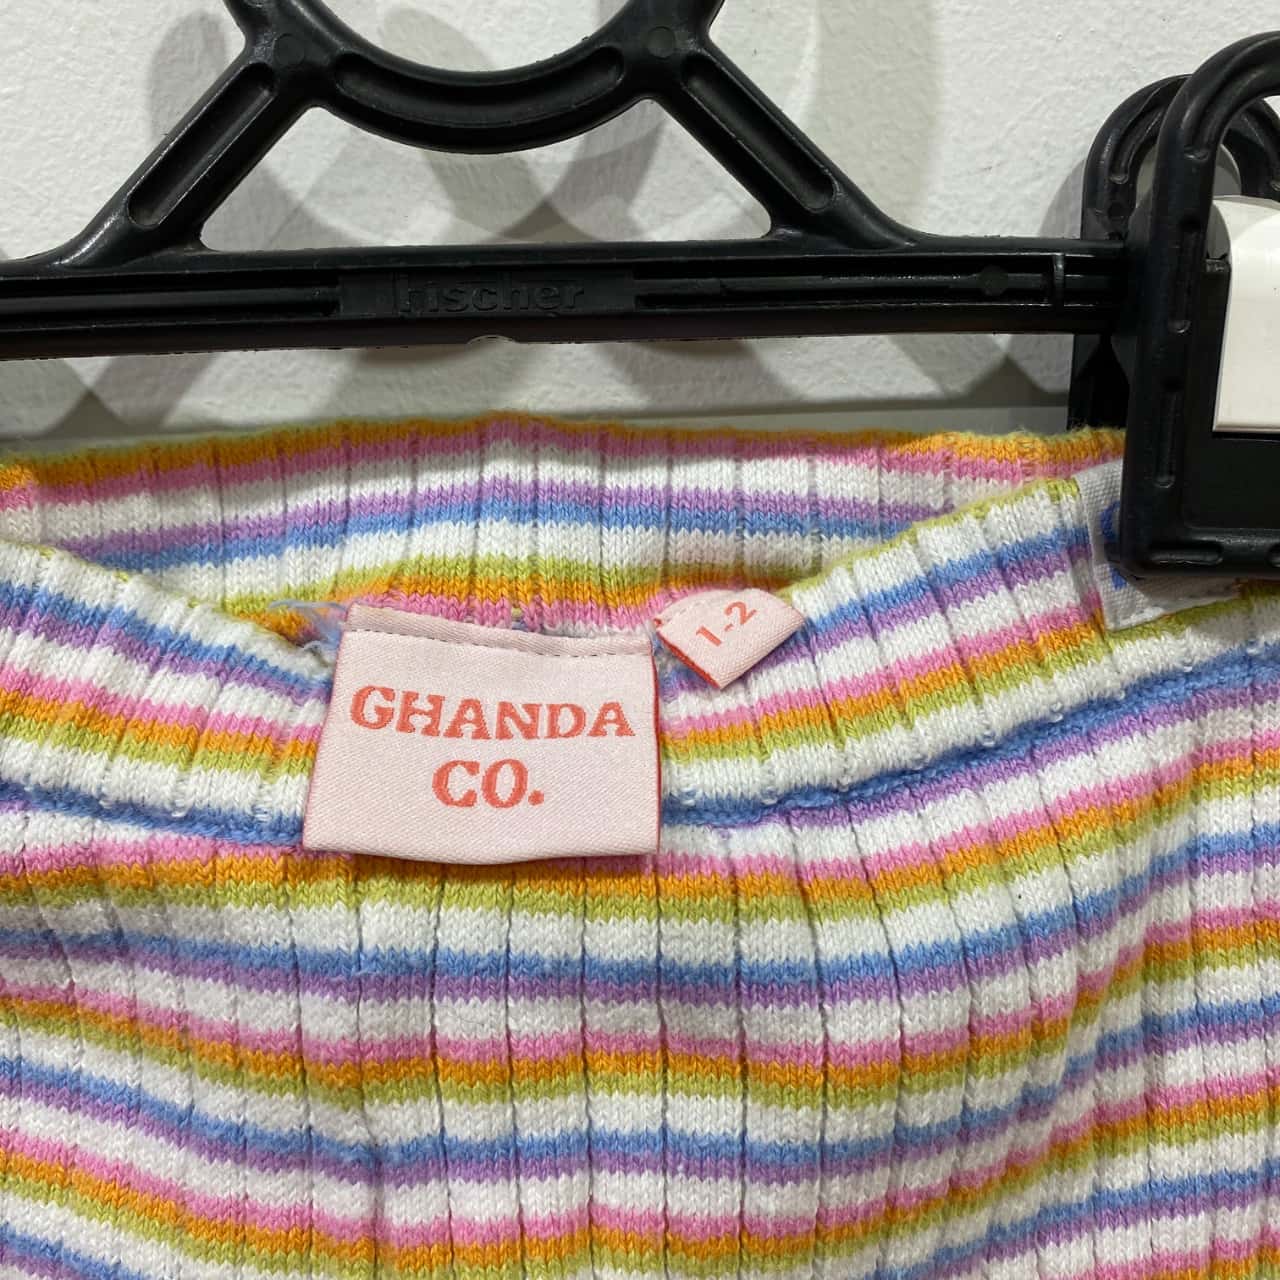 fischer
GHANDA
CO.
1-2